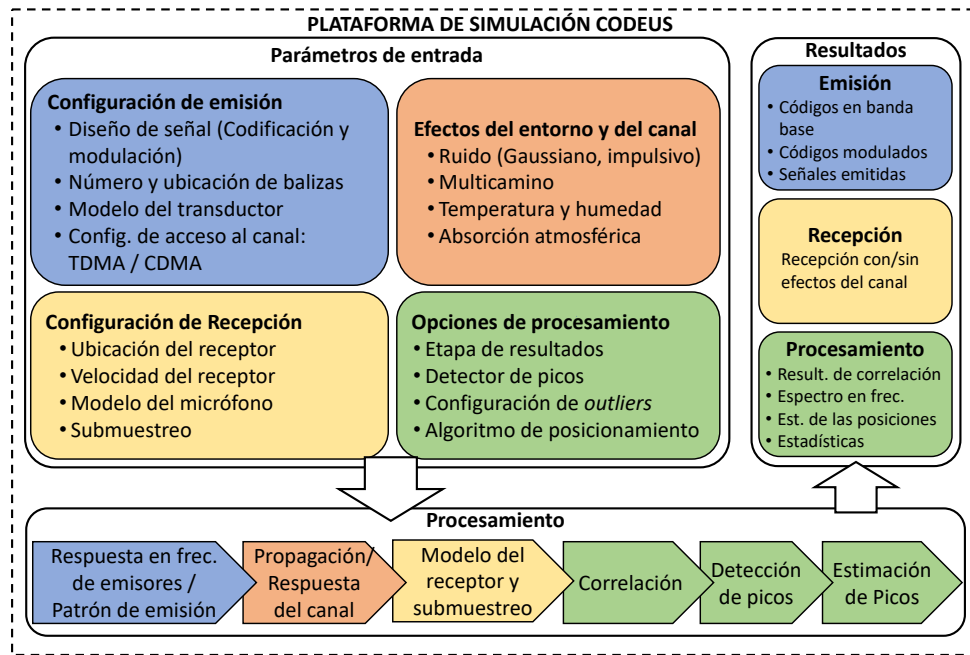 PLATAFORMA DE SIMULACIÓN CODEUS
Parámetros de entrada
Configuración de emisión
• Diseño de señal (Codificación y
modulación)
• Número y ubicación de balizas
• Modelo del transductor
• Config. de acceso al canal:
TDMA / CDMA
Efectos del entorno y del canal
• Ruido (Gaussiano, impulsivo)
• Multicamino
• Temperatura y humedad
• Absorción atmosférica
Configuración de Recepción
• Ubicación del receptor
• Velocidad del receptor
• Modelo del micrófono
• Submuestreo
Opciones de procesamiento
• Etapa de resultados
• Detector de picos
• Configuración de outliers
• Algoritmo de posicionamiento
Resultados
Emisión
• Códigos en banda
base
• Códigos modulados
• Señales emitidas
Recepción
Recepción con/sin
efectos del canal
Procesamiento
• Result. de correlación
• Espectro en frec.
• Est. de las posiciones
• Estadísticas
Procesamiento
Respuesta en frec.
de emisores /
Patrón de emisión
Propagación/
Respuesta
del canal
Modelo del
receptor y
submuestreo
Correlación
Detección
de picos
Estimación
de Picos